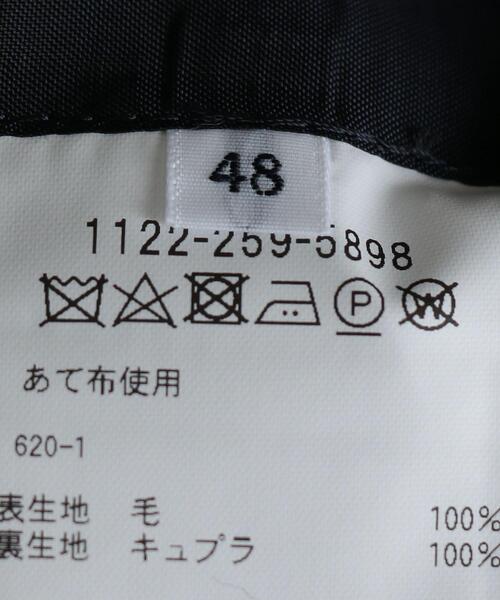 48
1122-259-5898
P W
あて布使用
620-1
表生地 毛 100%
裏生地 キュプラ 100%